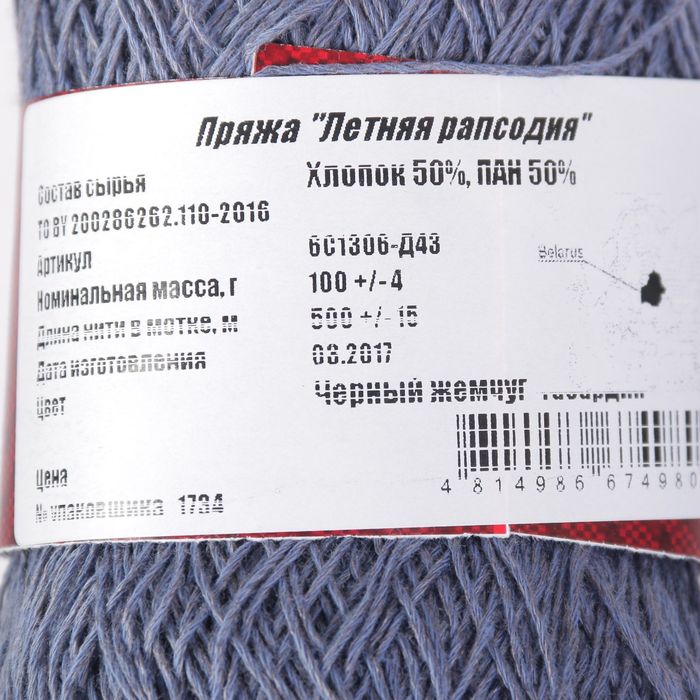 Пряжа "Летняя рапсодия"
Состав сырья Хлопок 50%, ПАН 50%
ТО BY 200286262.110-2016
Артикул 6С1306-Д43
Номинальная масса, г 100 +/- 4
Длина нити в мотке, м 500 +/- 15
Дата изготовления 03.2017
Цвет Черный жемчуг
Цена
№ упаковщика 1734
Belarus
4 814986 674980